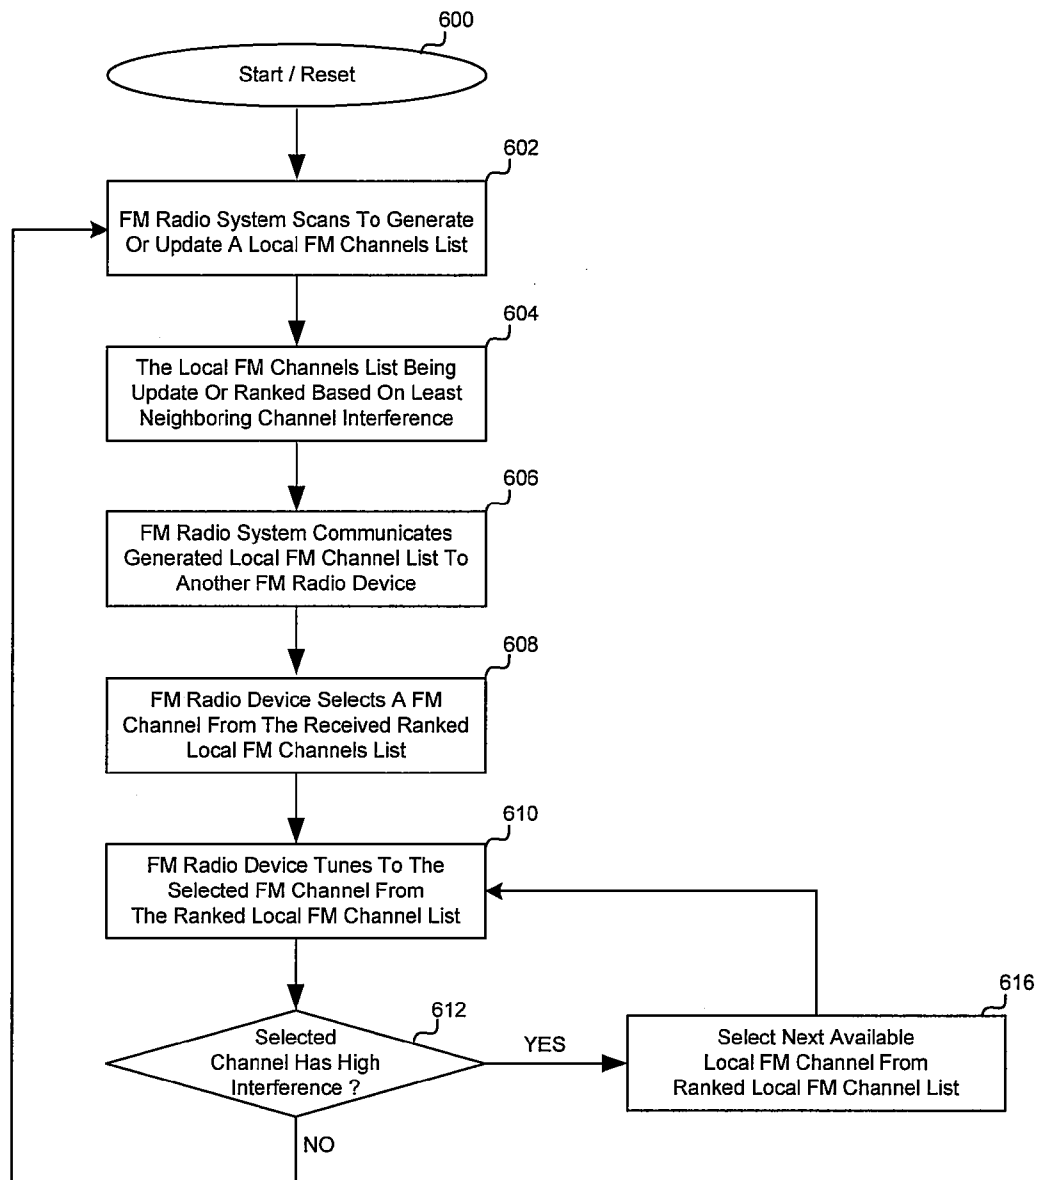 600
Start / Reset
602
FM Radio System Scans To Generate
Or Update A Local FM Channels List
604
The Local FM Channels List Being
Update Or Ranked Based On Least
Neighboring Channel Interference
606
FM Radio System Communicates
Generated Local FM Channel List To
Another FM Radio Device
608
FM Radio Device Selects A FM
Channel From The Received Ranked
Local FM Channels List
610
FM Radio Device Tunes To The
Selected FM Channel From
The Ranked Local FM Channel List
612
Selected
Channel Has High
Interference ?
YES
616
Select Next Available
Local FM Channel From
Ranked Local FM Channel List
NO